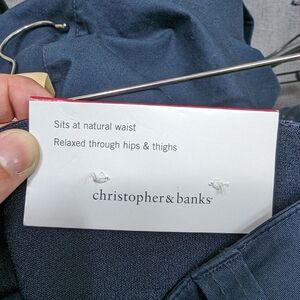 Sits at natural waist
Relaxed through hips & thighs
christopher&banks